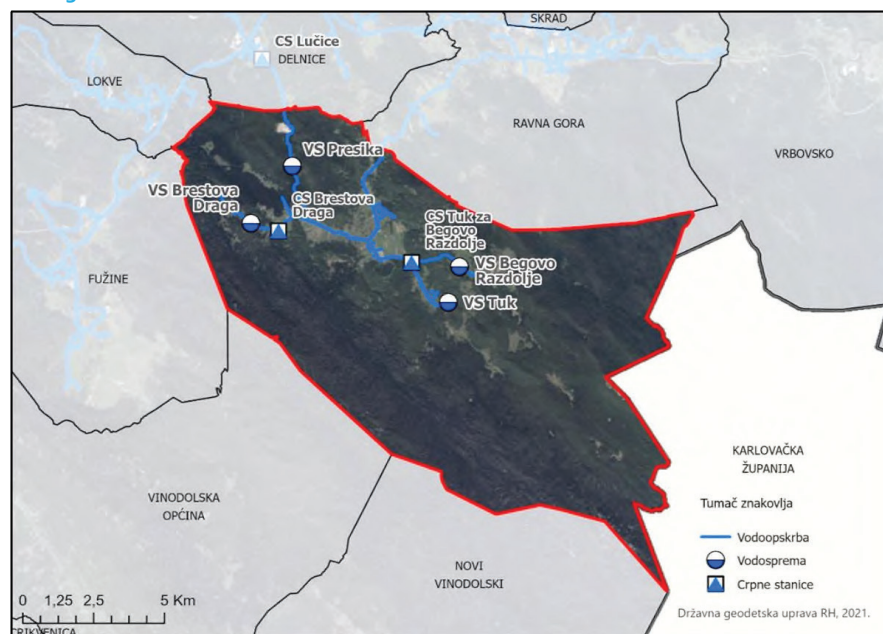 SKRAD
CS Lučice
DELNICE
LOKVE
RAVNA GORA
VRBOVSKO
VS Presika
VS Brestova
Draga
CS Brestova
Draga
CS Tuk za
Begovo
Razdolje
VS Begovo
Razdolje
VS Tuk
FUŽINE
KARLOVAČKA
ŽUPANIJA
VINODOLSKA
OPĆINA
NOVI
VINODOLSKI
Tumač znakovlja
Vodoopskrba
Vodosprema
Crpne stanice
0 1,25 2,5 5 Km
Državna geodetska uprava RH, 2021.